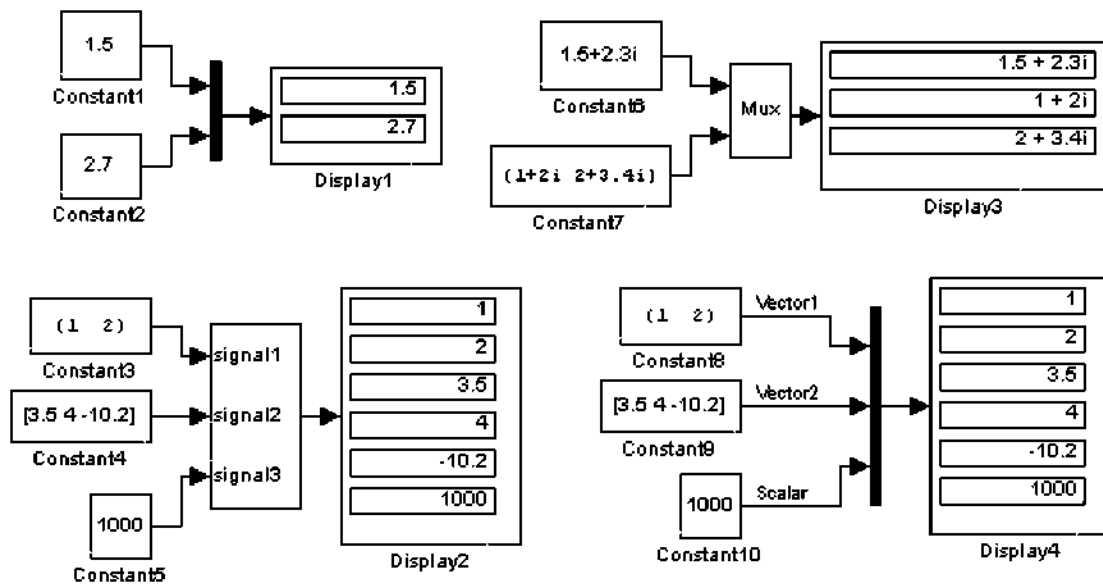 1.5
Constant1
2.7
Constant2
1.5
2.7
Display1
1.5+2.3i
Constant6
(1+2i 2+3.4i)
Constant7
Mux
1.5 + 2.3i
1 + 2i
2 + 3.4i
Display3
(1 2)
Constant3
[3.5 4 -10.2]
Constant4
1000
Constant5
signal1
signal2
signal3
1
2
3.5
4
-10.2
1000
Display2
(1 2)
Constant8
[3.5 4 -10.2]
Constant9
1000
Constant10
Vector1
Vector2
Scalar
1
2
3.5
4
-10.2
1000
Display4